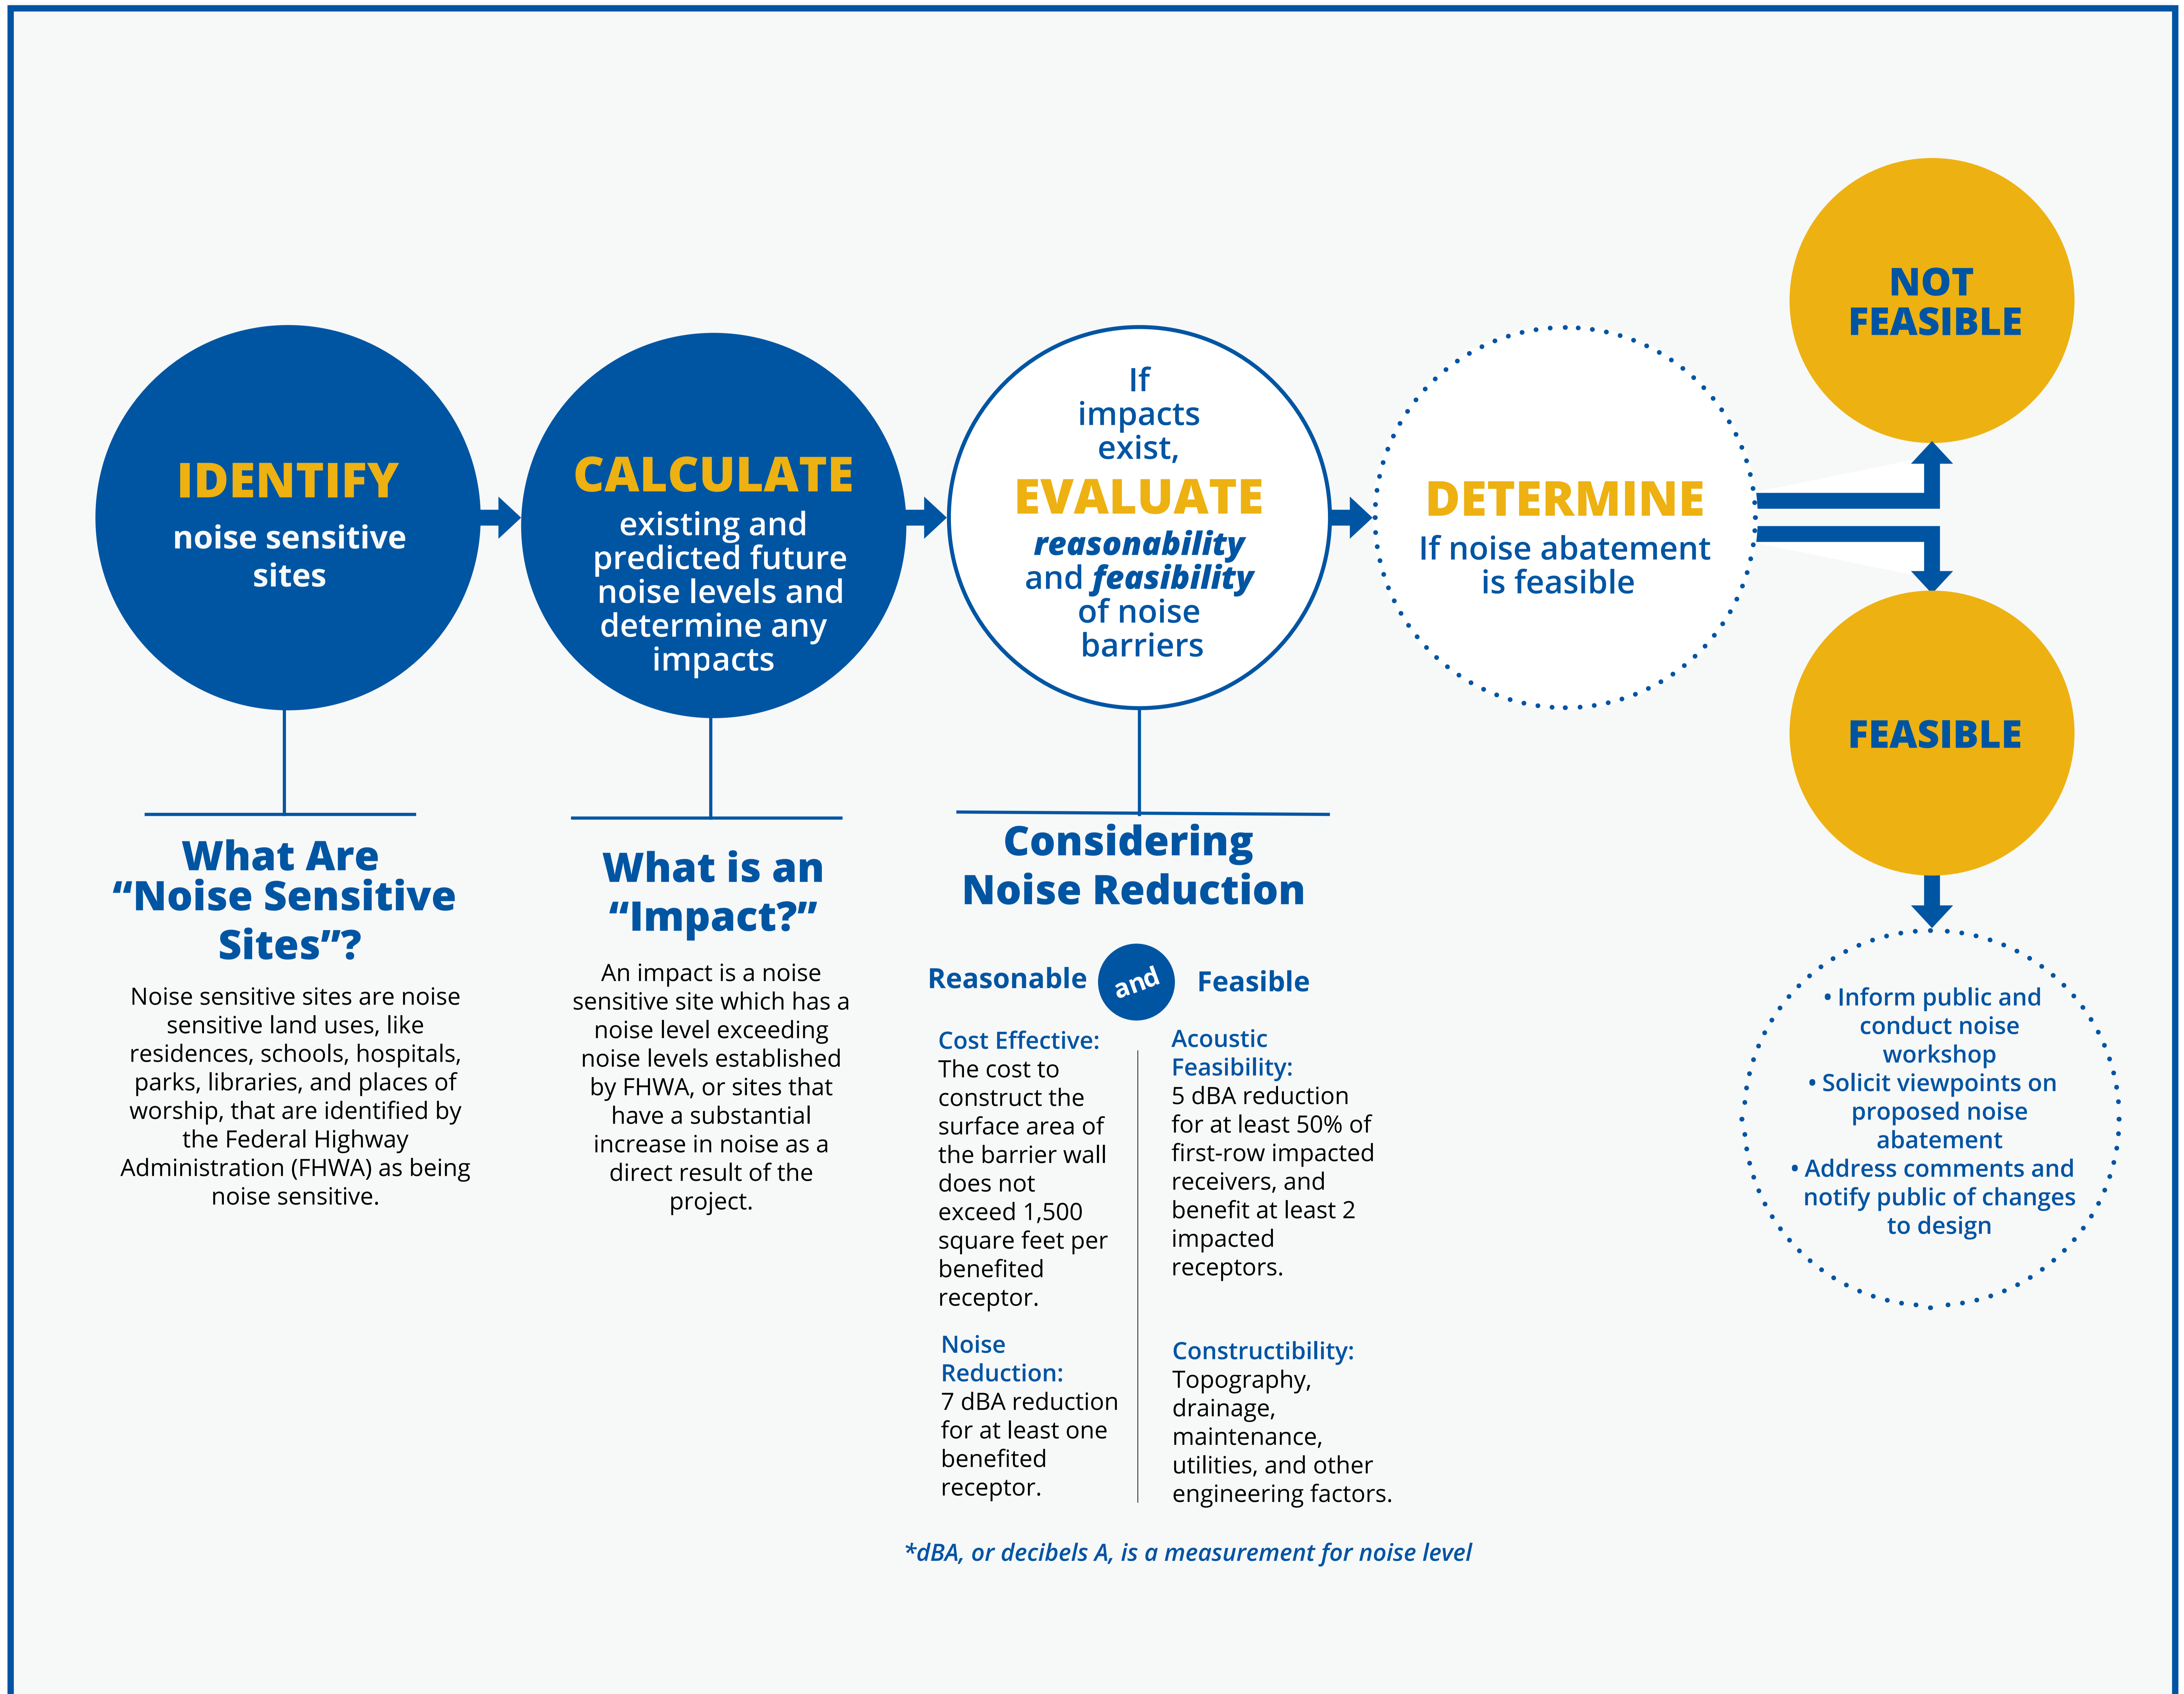 IDENTIFY
noise sensitive
sites
CALCULATE
existing and
predicted future
noise levels and
determine any
impacts
If
impacts
exist,
EVALUATE
reasonability
and feasibility
of noise
barriers
DETERMINE
If noise abatement
is feasible
NOT
FEASIBLE
FEASIBLE
• Inform public and
conduct noise
workshop
• Solicit viewpoints on
proposed noise
abatement
• Address comments and
notify public of changes
to design
What Are
“Noise Sensitive
Sites”?
Noise sensitive sites are noise
sensitive land uses, like
residences, schools, hospitals,
parks, libraries, and places of
worship, that are identified by
the Federal Highway
Administration (FHWA) as being
noise sensitive.
What is an
“Impact?”
An impact is a noise
sensitive site which has a
noise level exceeding
noise levels established
by FHWA, or sites that
have a substantial
increase in noise as a
direct result of the
project.
Considering
Noise Reduction
Reasonable and Feasible
Cost Effective:
The cost to
construct the
surface area of
the barrier wall
does not
exceed 1,500
square feet per
benefited
receptor.
Noise
Reduction:
7 dBA reduction
for at least one
benefited
receptor.
Acoustic
Feasibility:
5 dBA reduction
for at least 50% of
first-row impacted
receivers, and
benefit at least 2
impacted
receptors.
Constructibility:
Topography,
drainage,
maintenance,
utilities, and other
engineering factors.
*dBA, or decibels A, is a measurement for noise level